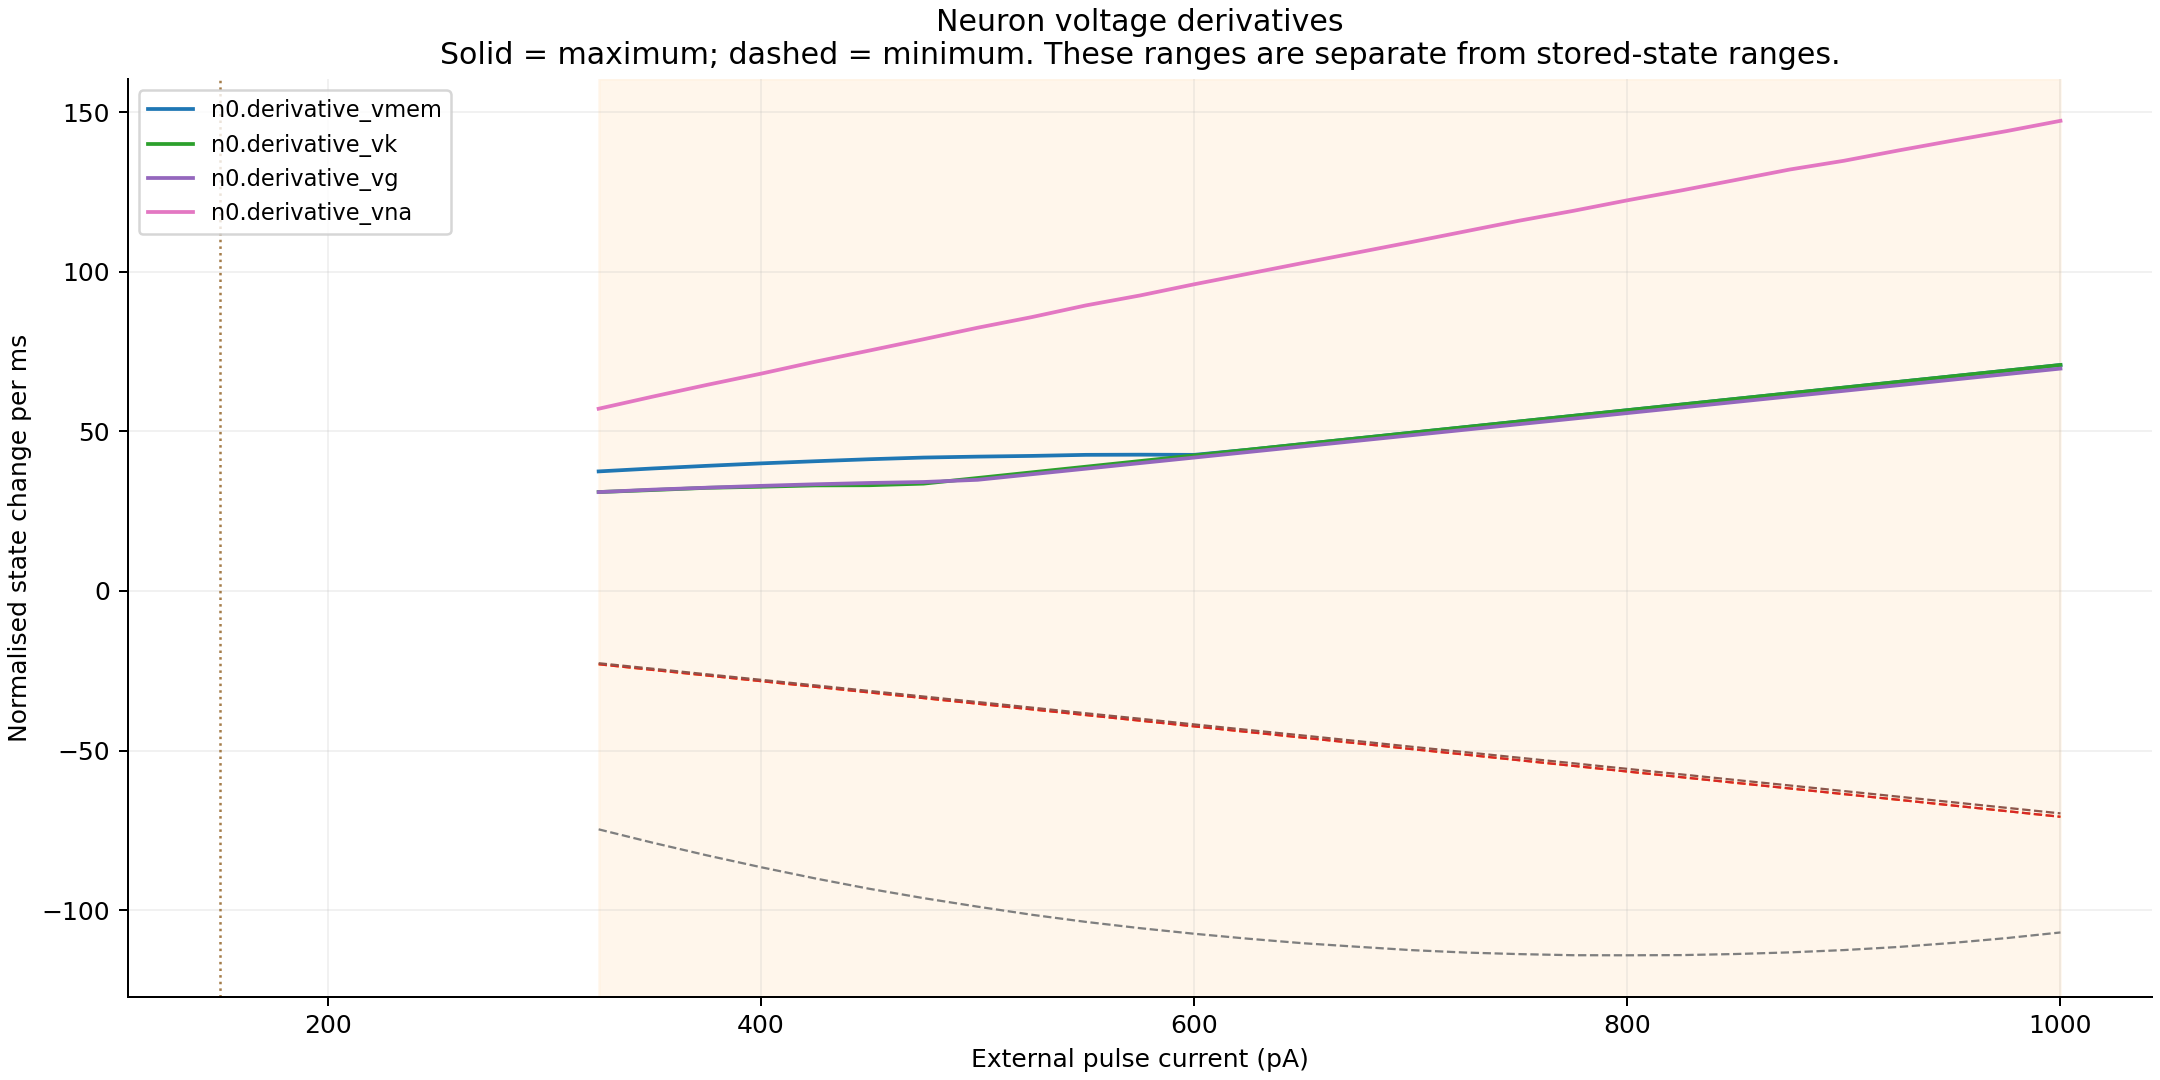 Neuron voltage derivatives
Solid = maximum; dashed = minimum. These ranges are separate from stored-state ranges.
n0.derivative_vmem
n0.derivative_vk
n0.derivative_vg
n0.derivative_vna
Normalised state change per ms
150
100
50
0
−50
−100
200
400
600
800
1000
External pulse current (pA)